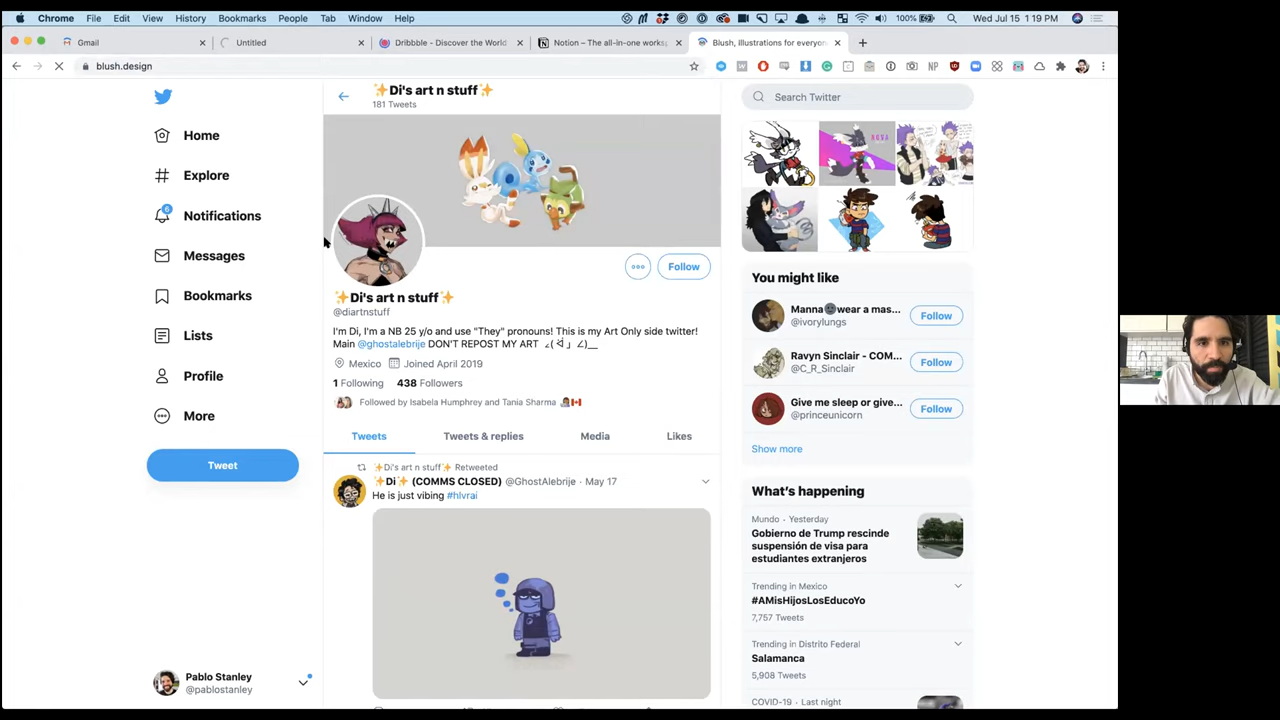 Chrome File Edit View History Bookmarks People Tab Window Help 100% Wed Jul 15 1:19 PM
Gmail Untitled Dribbble - Discover the World Notion – The all-in-one works Blush, Illustrations for everyon
blush.design NP
✨Di's art n stuff✨
181 Tweets
Home
Explore
6
Notifications
Messages
Bookmarks
Lists
Profile
More
Tweet
Pablo Stanley
@pablostanley
Follow
✨Di's art n stuff✨
@diartnstuff
I'm Di, I'm a NB 25 y/o and use "They" pronouns! This is my Art Only side twitter!
Main @ghostalebrije DON'T REPOST MY ART
Mexico Joined April 2019
1 Following 438 Followers
Followed by Isabela Humphrey and Tania Sharma
Tweets Tweets & replies Media Likes
✨Di's art n stuff✨ Retweeted
✨Di✨ (COMMS CLOSED) @GhostAlebrije · May 17
He is just vibing #hlvrai
Search Twitter
You might like
Manna🌚wear a mas...
@ivorylungs
Follow
Ravyn Sinclair - COM...
@C_R_Sinclair
Follow
Give me sleep or give...
@princeunicorn
Follow
Show more
What's happening
Mundo · Yesterday
Gobierno de Trump rescinde
suspensión de visa para
estudiantes extranjeros
Trending in Mexico
#AMisHijosLosEducoYo
7,757 Tweets
Trending in Distrito Federal
Salamanca
5,908 Tweets
COVID-19 · Last night